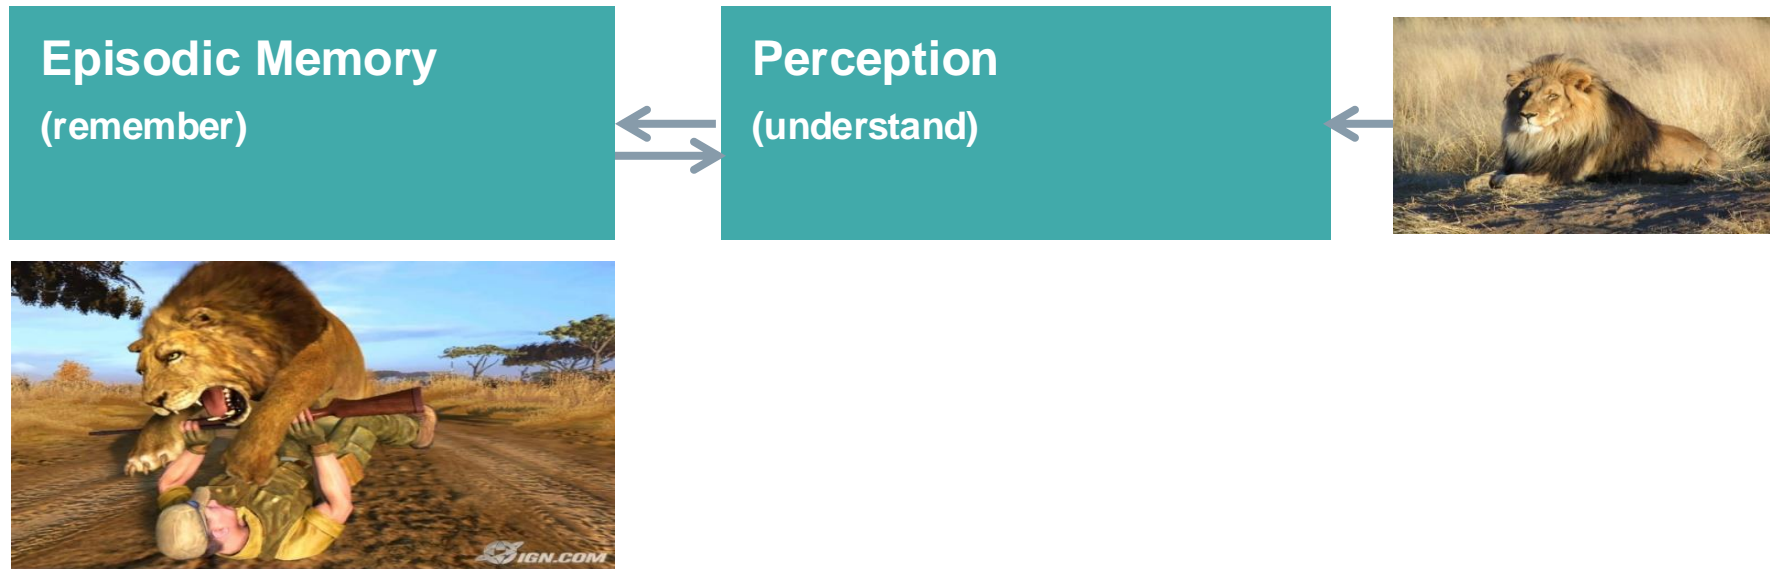 Episodic Memory
(remember)
Perception
(understand)
IGN.COM